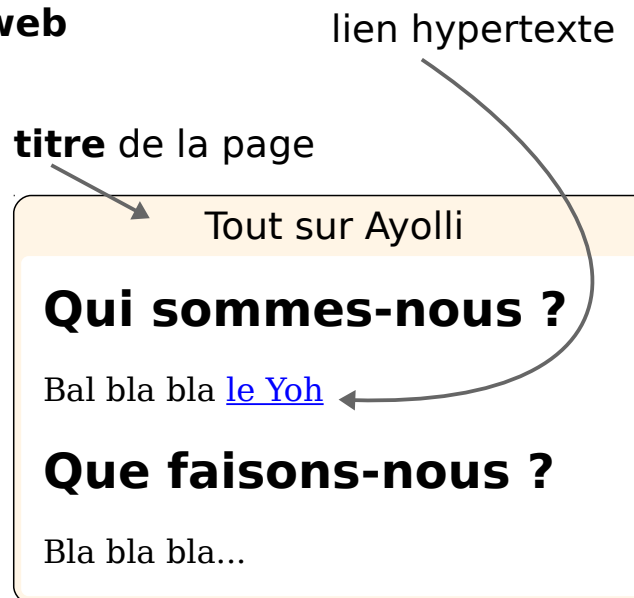 web
lien hypertexte
titre de la page
Tout sur Ayolli
Qui sommes-nous ?
Bal bla bla le Yoh
Que faisons-nous ?
Bla bla bla...